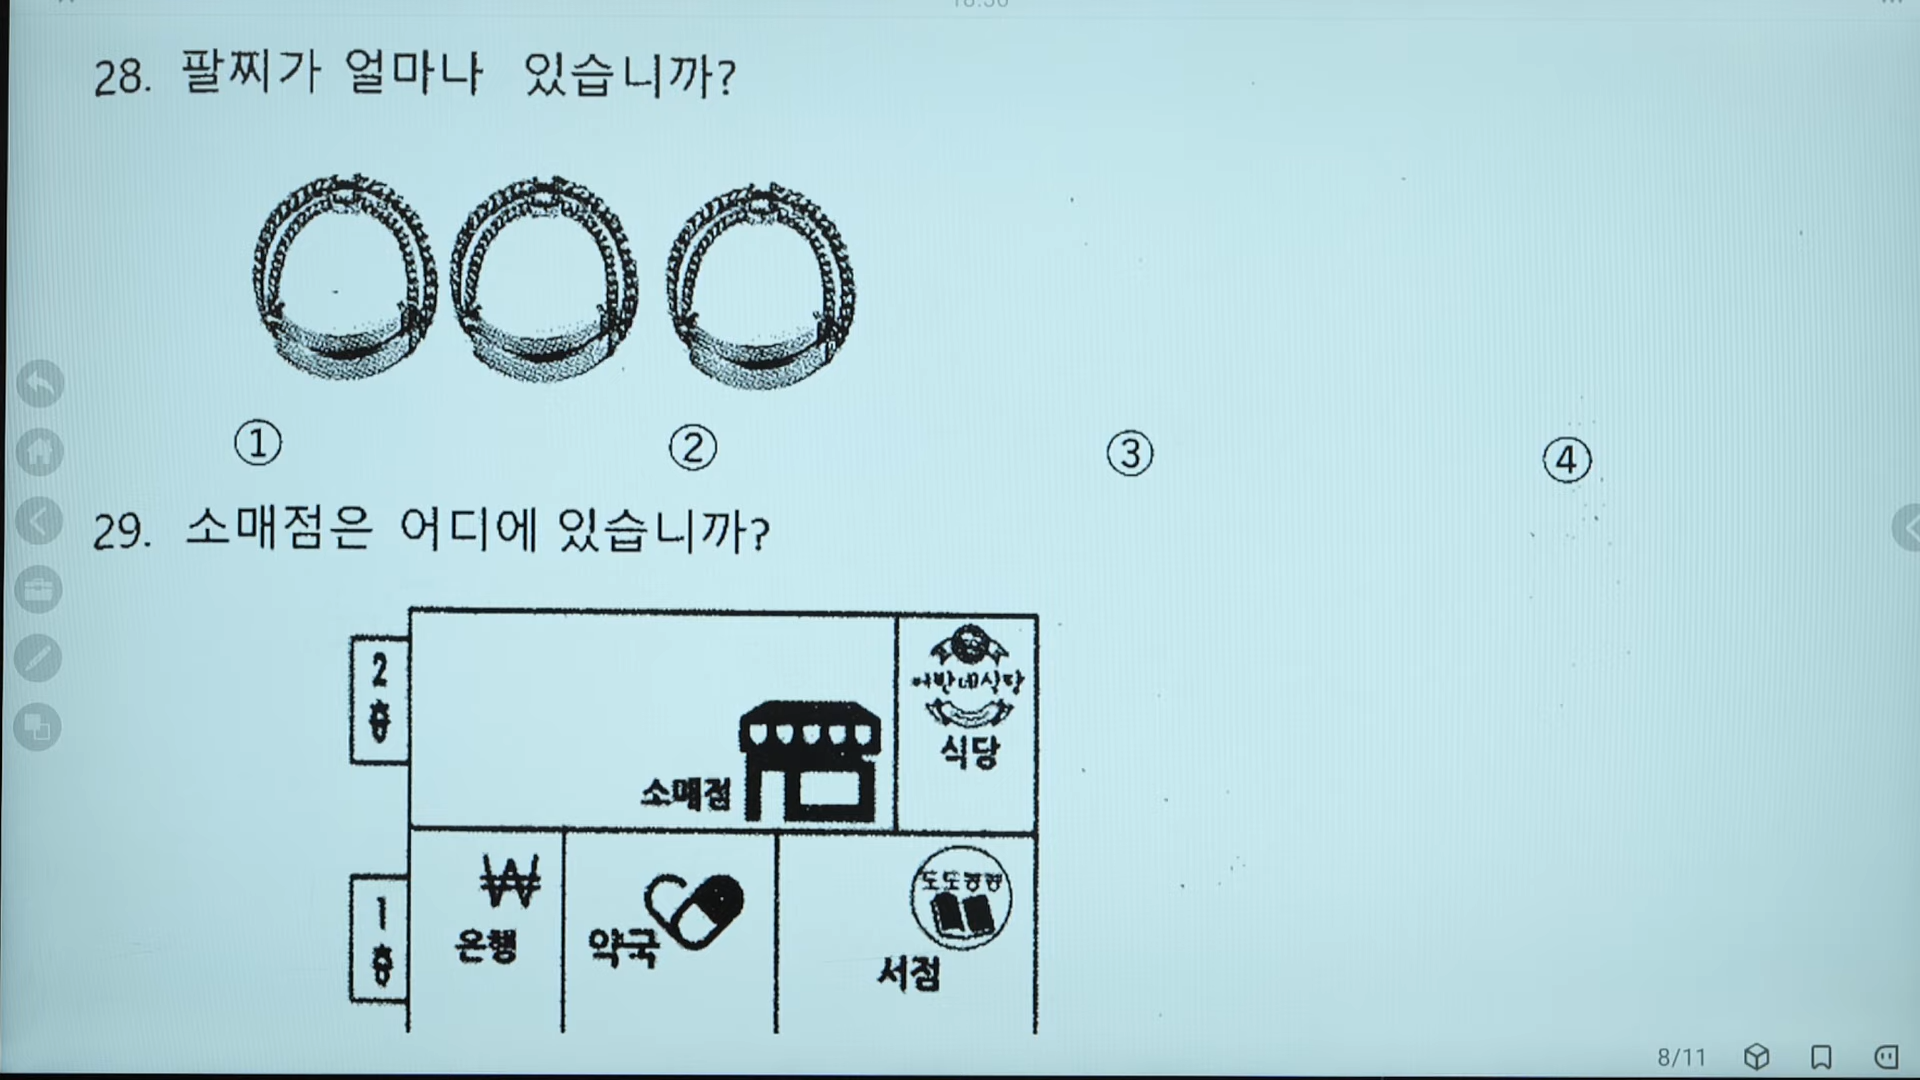 28. 팔찌가 얼마나 있습니까?
① ② ③ ④
29. 소매점은 어디에 있습니까?
2층
소매점
식당
1층
₩
은행
약국
서점
8/11